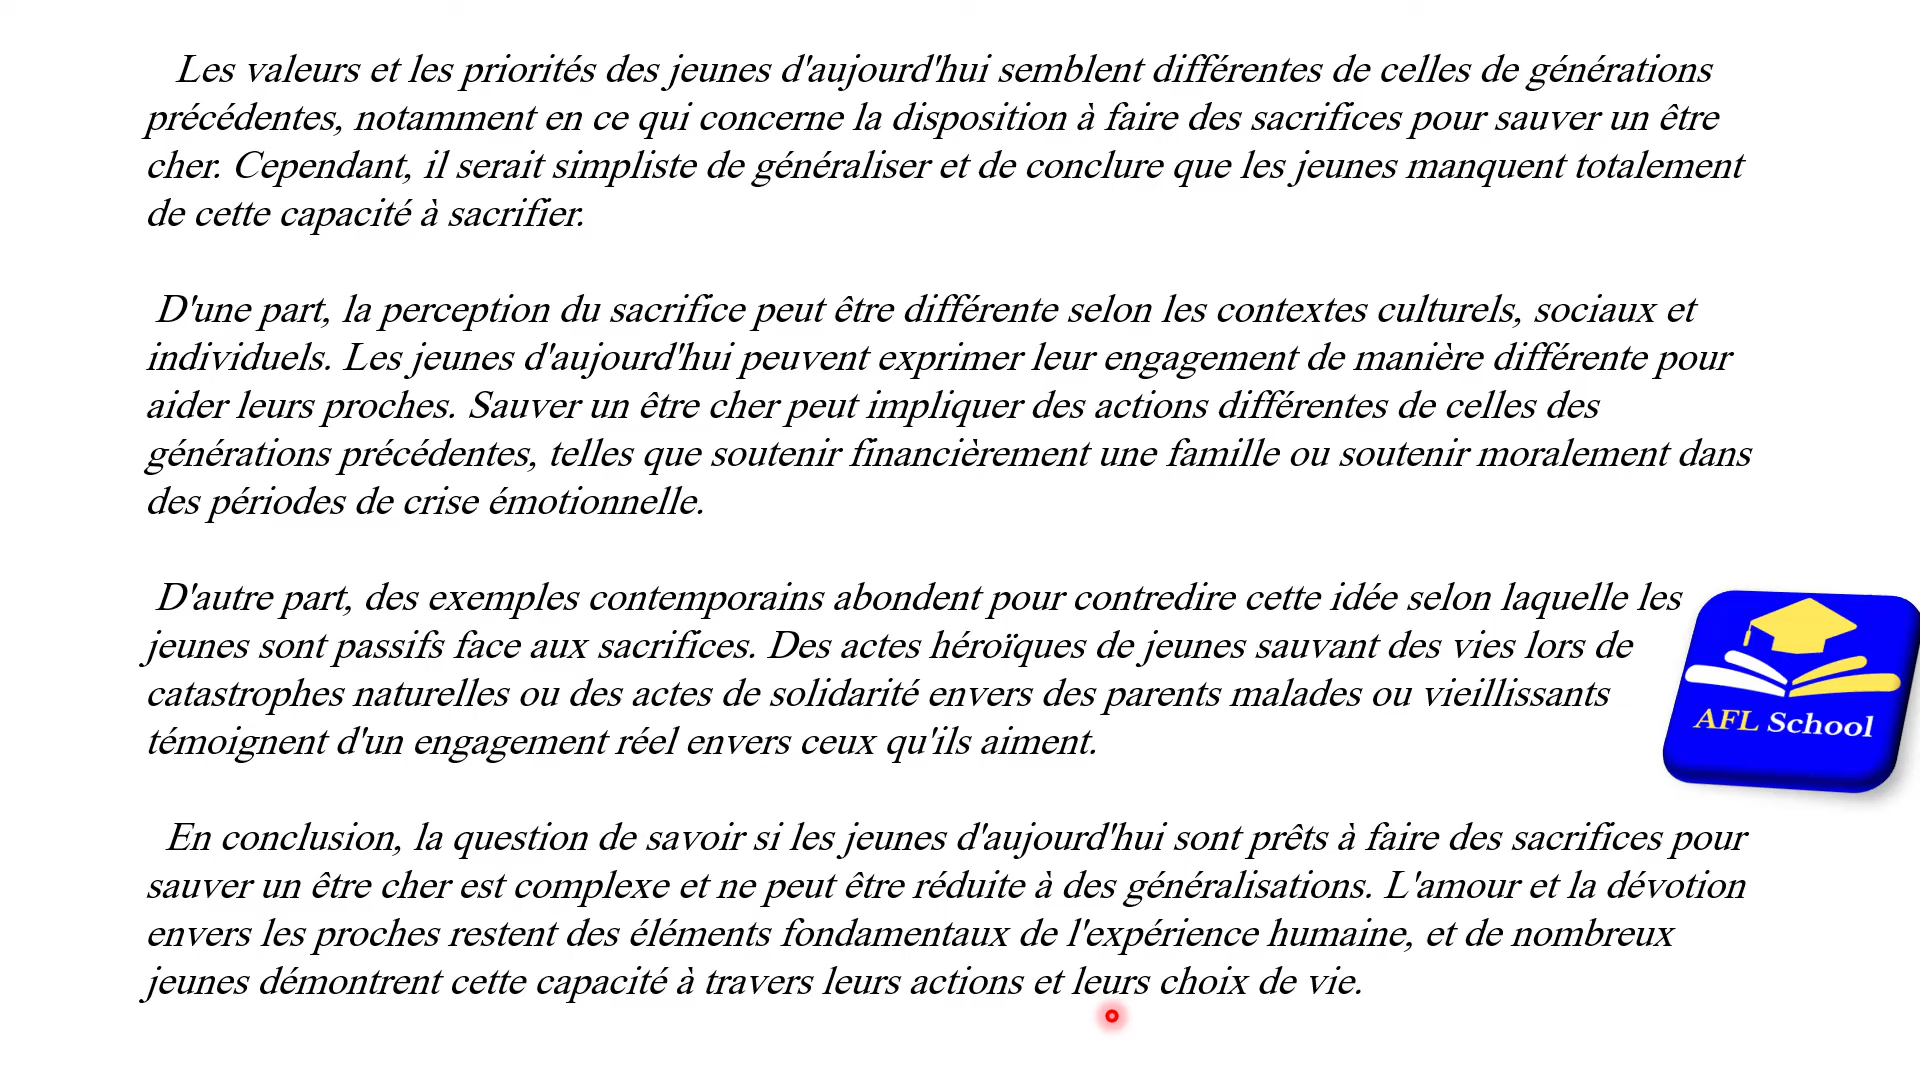 Les valeurs et les priorités des jeunes d'aujourd'hui semblent différentes de celles de générations
précédentes, notamment en ce qui concerne la disposition à faire des sacrifices pour sauver un être
cher. Cependant, il serait simpliste de généraliser et de conclure que les jeunes manquent totalement
de cette capacité à sacrifier.
D'une part, la perception du sacrifice peut être différente selon les contextes culturels, sociaux et
individuels. Les jeunes d'aujourd'hui peuvent exprimer leur engagement de manière différente pour
aider leurs proches. Sauver un être cher peut impliquer des actions différentes de celles des
générations précédentes, telles que soutenir financièrement une famille ou soutenir moralement dans
des périodes de crise émotionnelle.
D'autre part, des exemples contemporains abondent pour contredire cette idée selon laquelle les
jeunes sont passifs face aux sacrifices. Des actes héroïques de jeunes sauvant des vies lors de
catastrophes naturelles ou des actes de solidarité envers des parents malades ou vieillissants
témoignent d'un engagement réel envers ceux qu'ils aiment.
AFL School
En conclusion, la question de savoir si les jeunes d'aujourd'hui sont prêts à faire des sacrifices pour
sauver un être cher est complexe et ne peut être réduite à des généralisations. L'amour et la dévotion
envers les proches restent des éléments fondamentaux de l'expérience humaine, et de nombreux
jeunes démontrent cette capacité à travers leurs actions et leurs choix de vie.